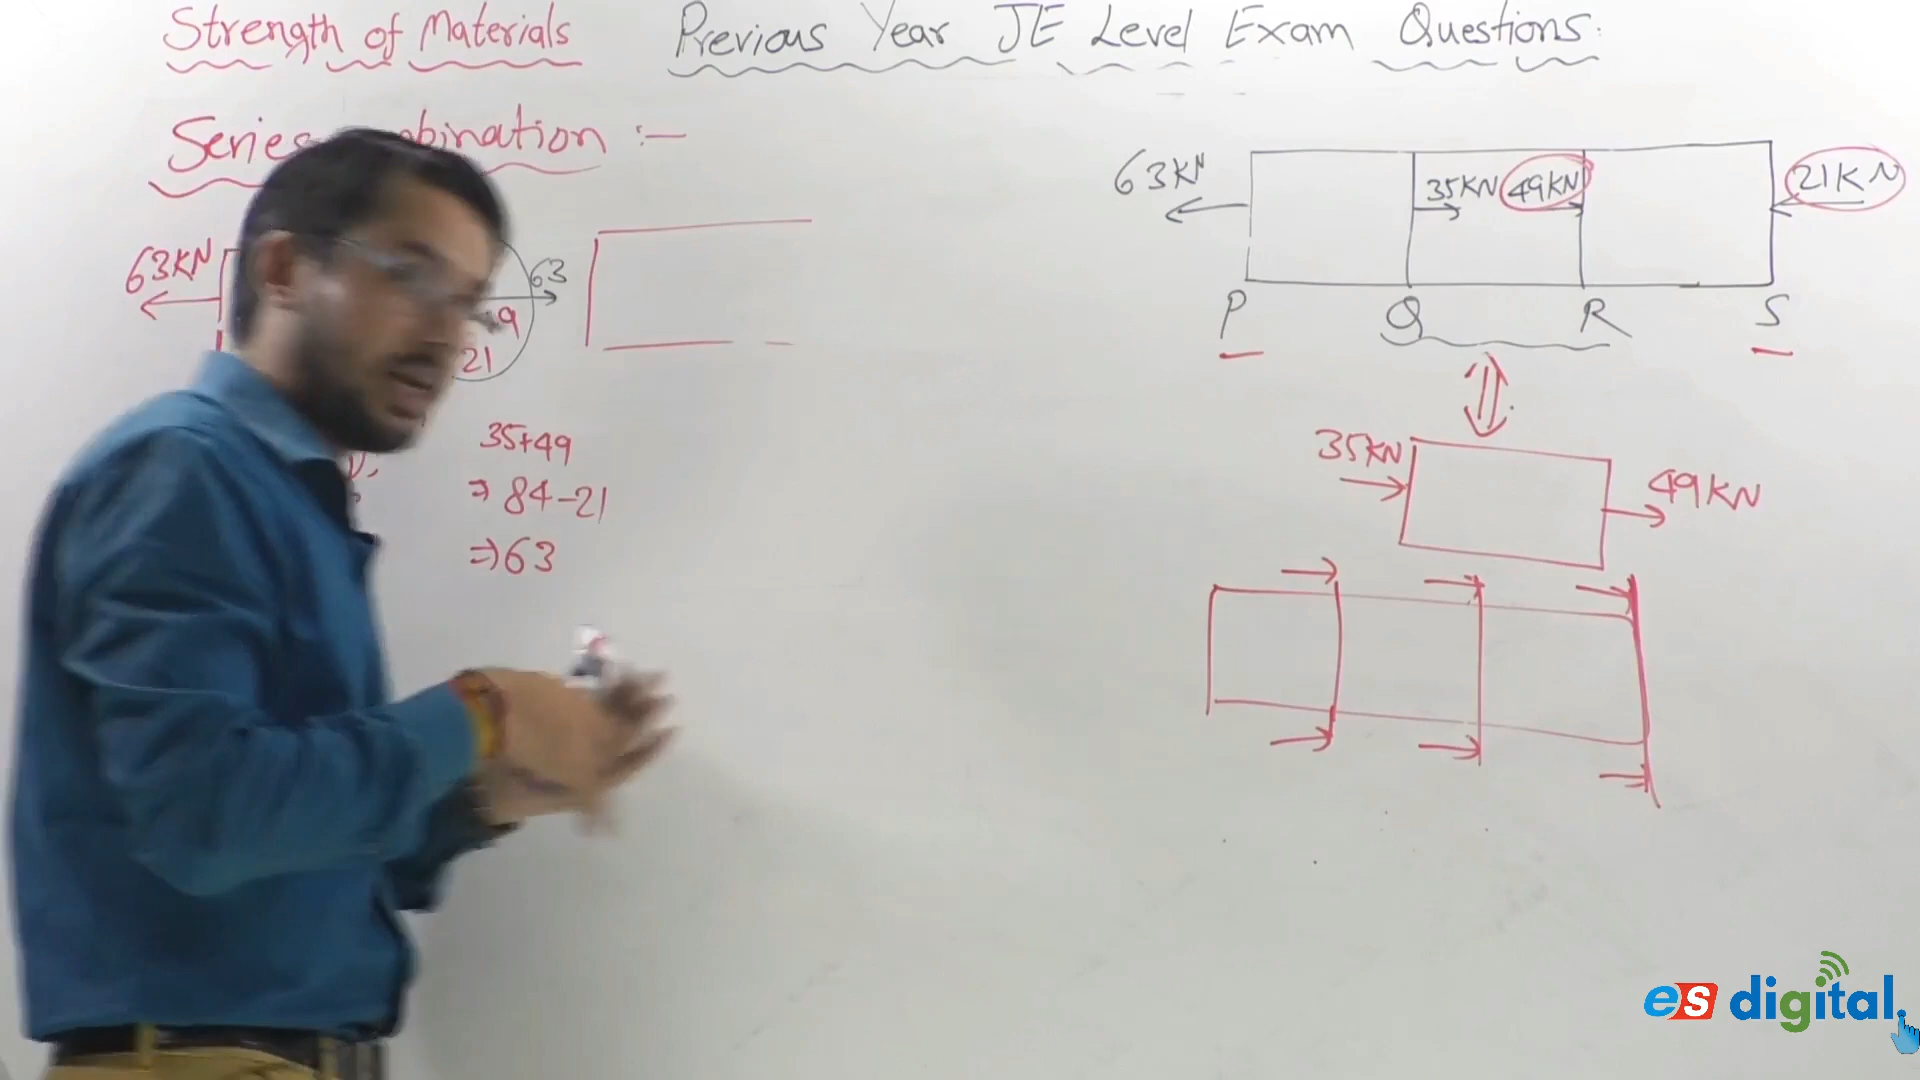 Strength of Materials Previous Year JE Level Exam Questions.
Series :-
63KN 35KN 49KN 21KN
P Q R S
63KN 63
21
35+49
⇒ 84-21
⇒ 63
35KN 49KN
es digital.